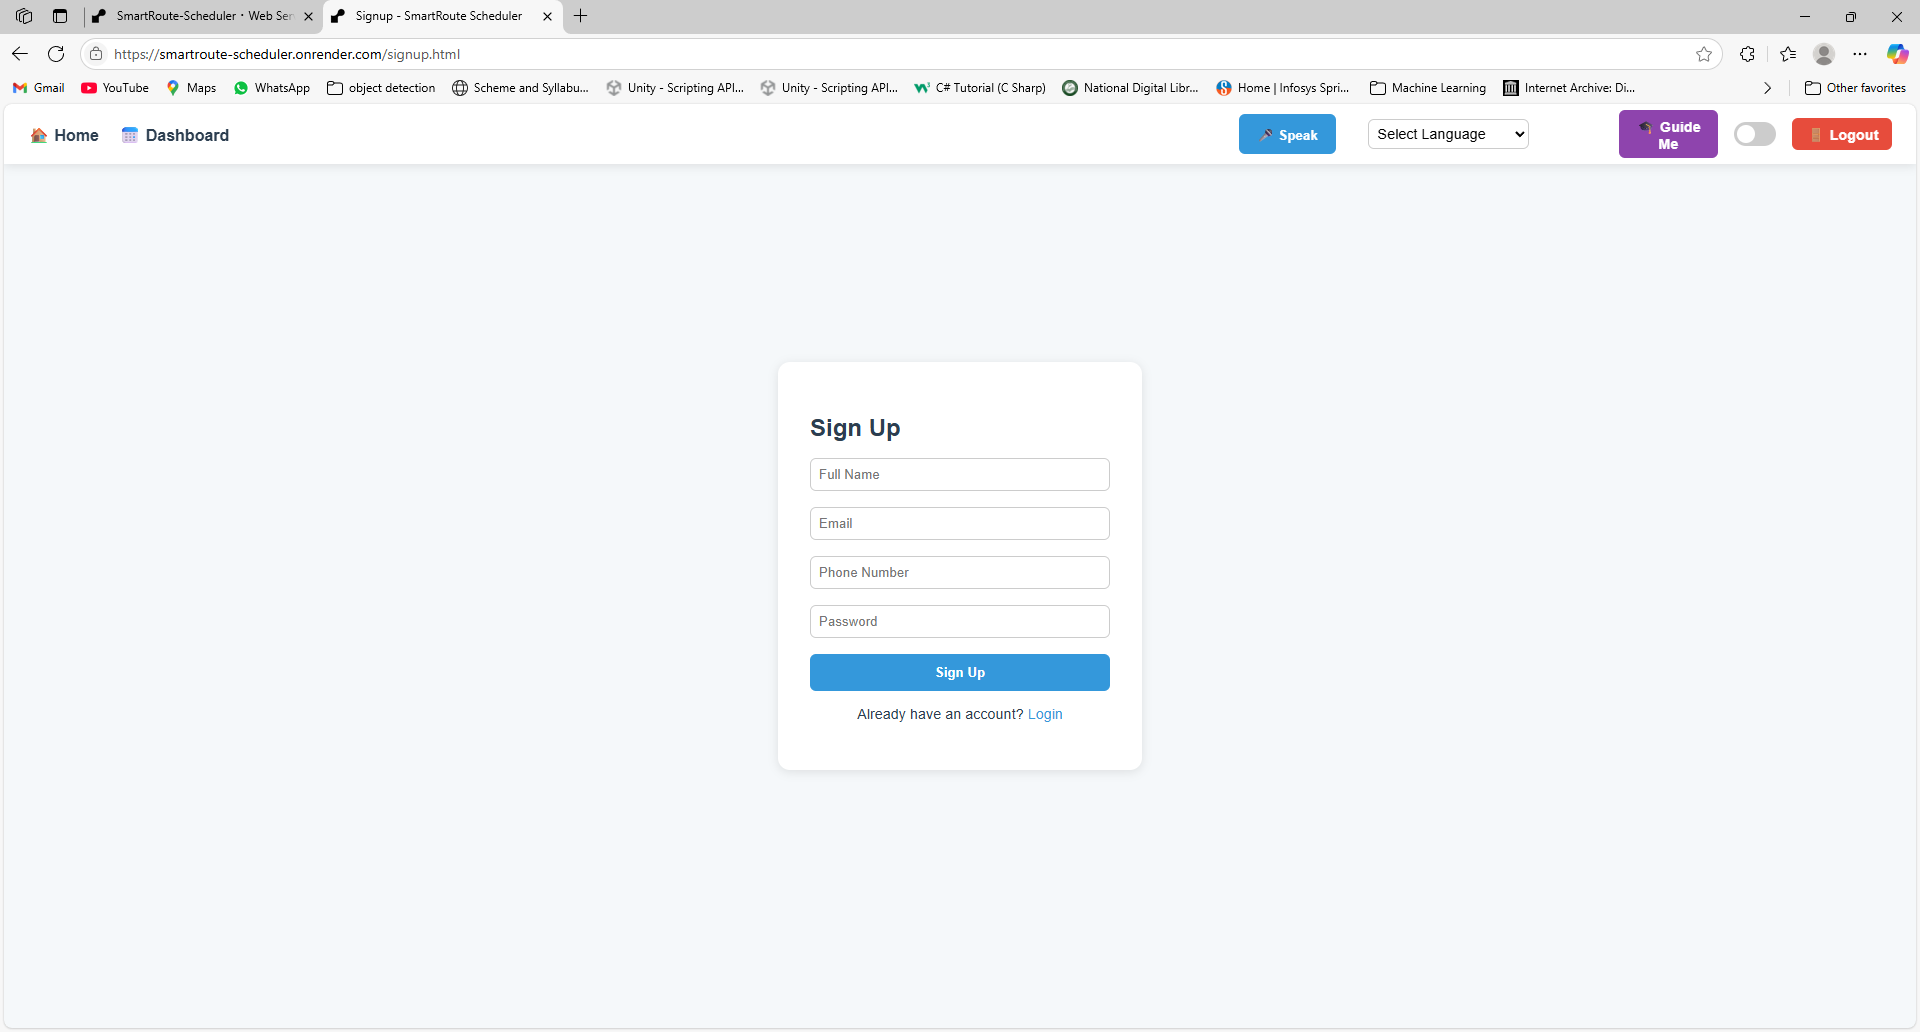 SmartRoute-Scheduler · Web Ser
Signup - SmartRoute Scheduler
https://smartroute-scheduler.onrender.com/signup.html
Gmail YouTube Maps WhatsApp object detection Scheme and Syllabu... Unity - Scripting API... Unity - Scripting API... C# Tutorial (C Sharp) National Digital Libr... Home | Infosys Spri... Machine Learning Internet Archive: Di... Other favorites
Home Dashboard Speak Select Language Guide Me Logout
Sign Up
Full Name
Email
Phone Number
Password
Sign Up
Already have an account? Login